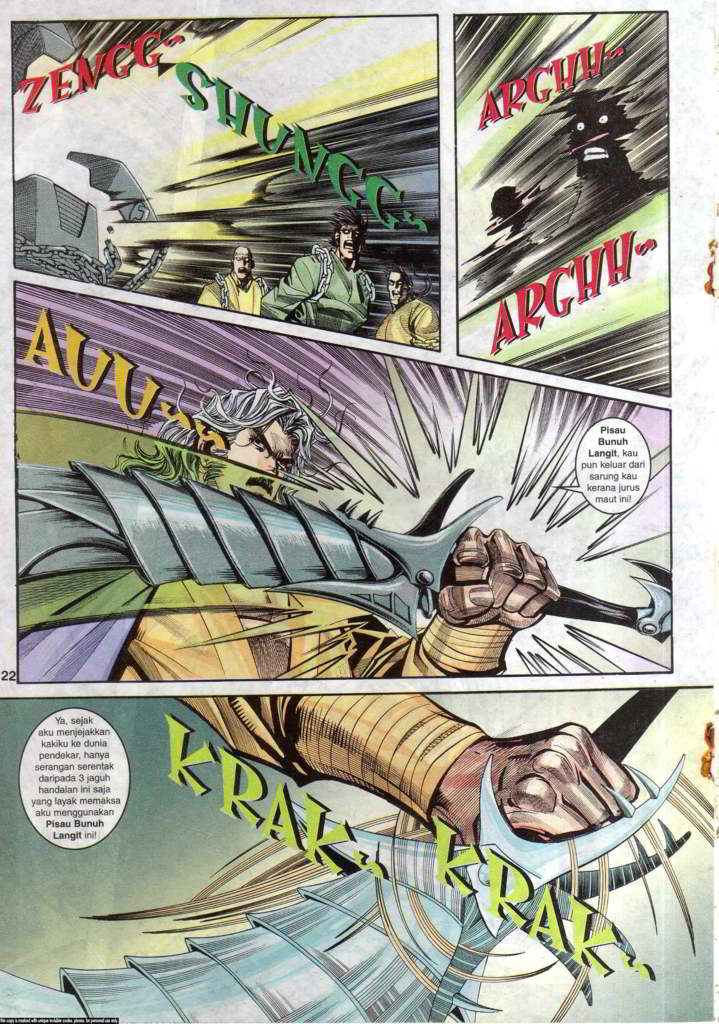 ZENGG~
SHUNGG~
ARGHH~
ARGHH~
AUU~
Pisau
Bunuh
Langit, kau
pun keluar dari
sarung kau
kerana jurus
maut ini!
22
Ya, sejak
aku menjejakkan
kakiku ke dunia
pendekar, hanya
serangan serentak
daripada 3 jaguh
handalan ini saja
yang layak memaksa
aku menggunakan
Pisau Bunuh
Langit ini!
KRAK~
KRAK~